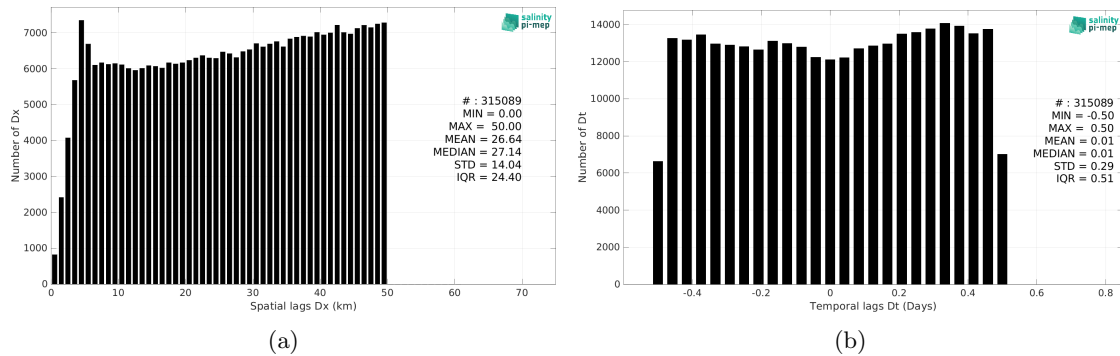 7000
6000
5000
4000
3000
2000
1000
0
Number of Dx
0 10 20 30 40 50 60 70
Spatial lags Dx (km)
salinity
pi-mep
# : 315089
MIN = 0.00
MAX = 50.00
MEAN = 26.64
MEDIAN = 27.14
STD = 14.04
IQR = 24.40
(a)
14000
12000
10000
8000
6000
4000
2000
0
Number of Dt
-0.4 -0.2 0 0.2 0.4 0.6 0.8
Temporal lags Dt (Days)
salinity
pi-mep
# : 315089
MIN = -0.50
MAX = 0.50
MEAN = 0.01
MEDIAN = 0.01
STD = 0.29
IQR = 0.51
(b)